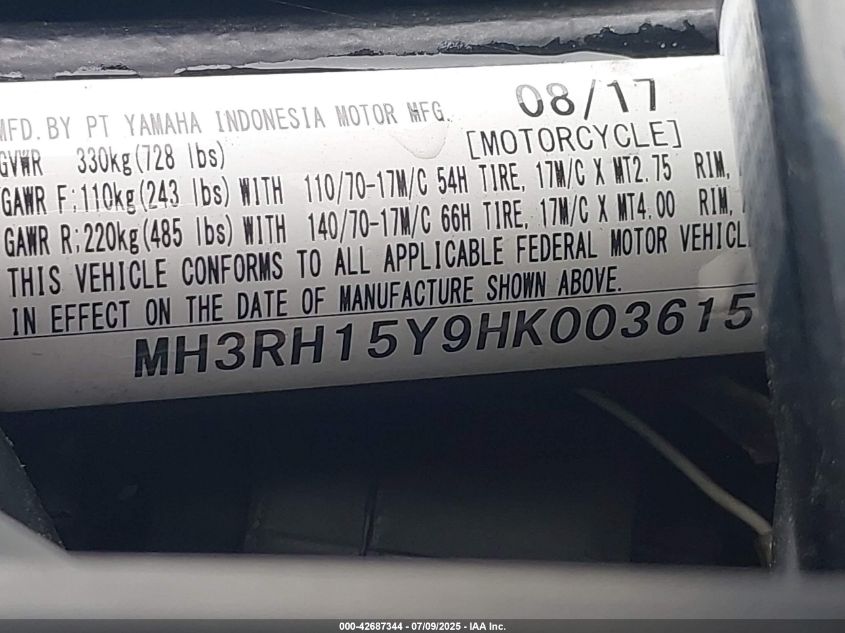 MFD. BY PT YAMAHA INDONESIA MOTOR MFG. 08/17
GVWR 330kg(728 lbs) [MOTORCYCLE]
GAWR F:110kg(243 lbs) WITH 110/70-17M/C 54H TIRE, 17M/C X MT2.75 RIM,
GAWR R:220kg(485 lbs) WITH 140/70-17M/C 66H TIRE, 17M/C X MT4.00 RIM,
THIS VEHICLE CONFORMS TO ALL APPLICABLE FEDERAL MOTOR VEHICL
IN EFFECT ON THE DATE OF MANUFACTURE SHOWN ABOVE.
MH3RH15Y9HK003615
000-42687344 - 07/09/2025 - IAA Inc.